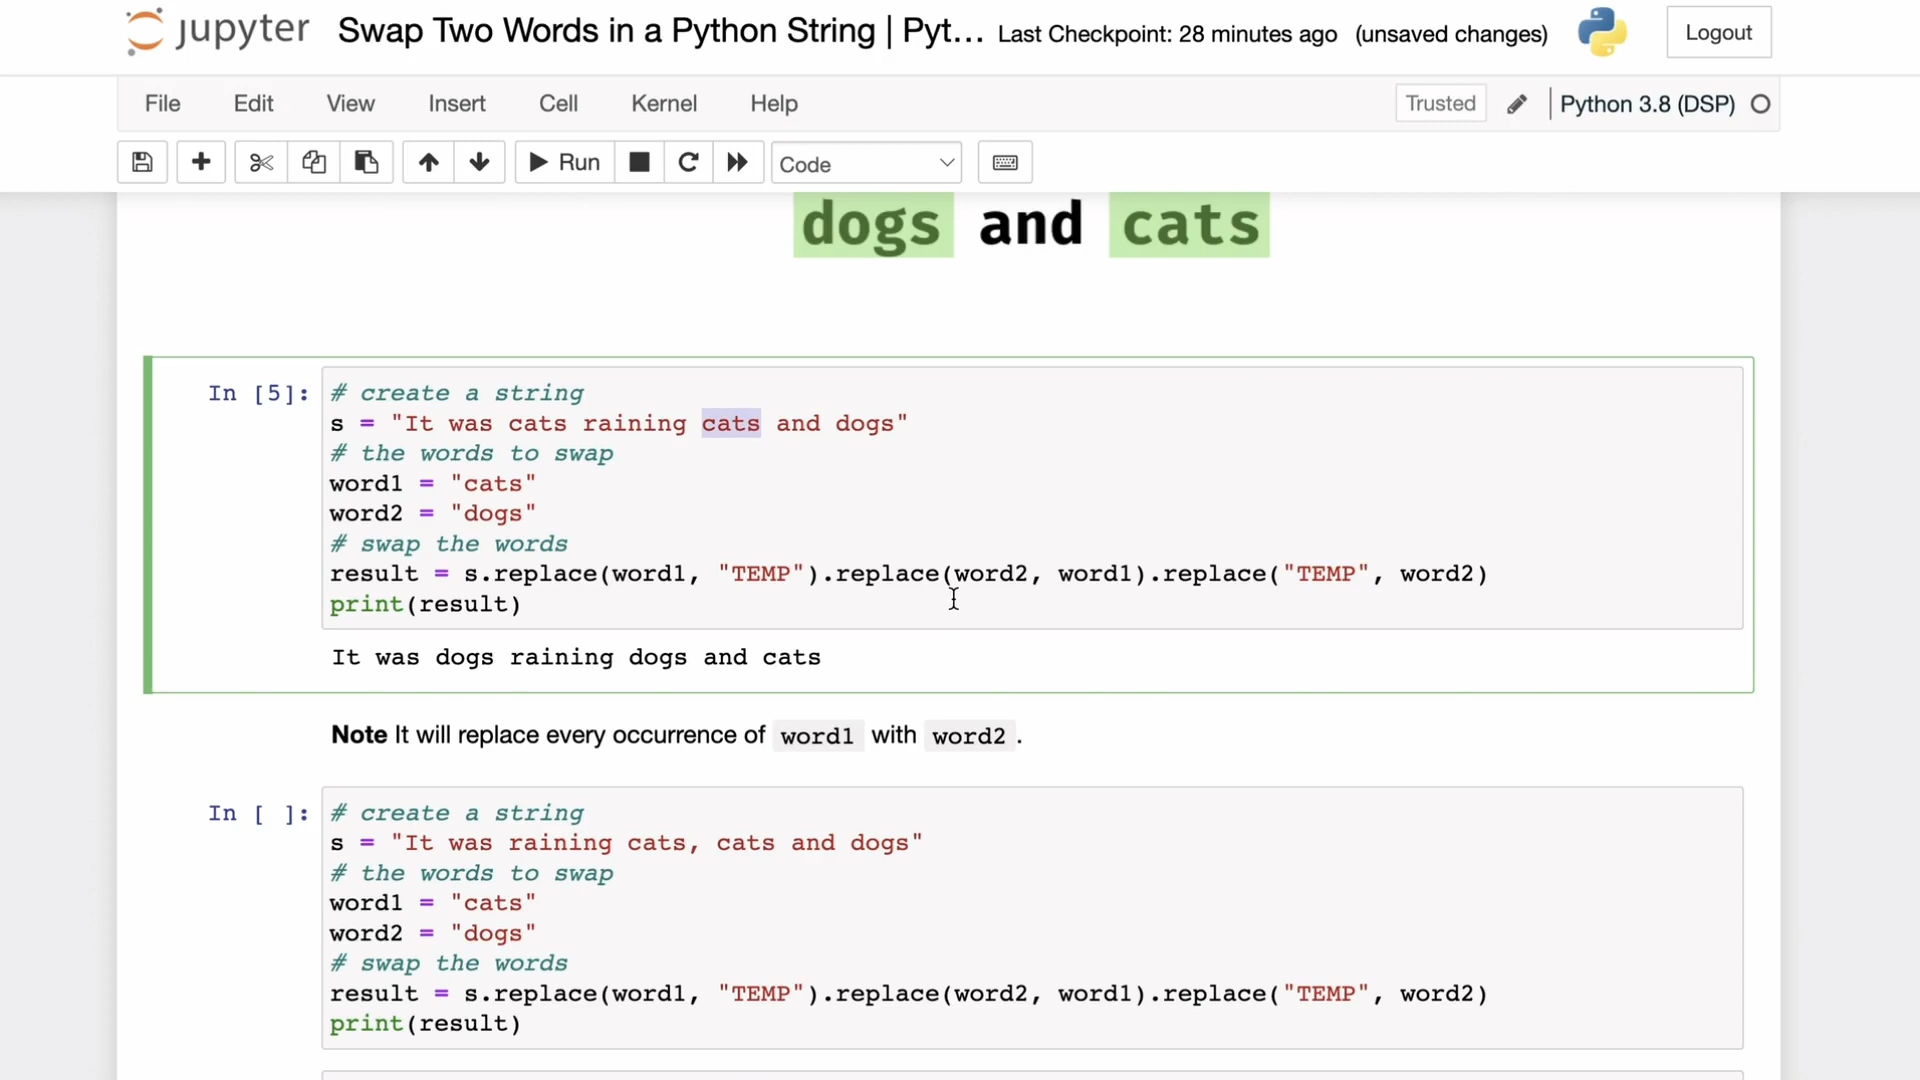 jupyter Swap Two Words in a Python String | Pyt... Last Checkpoint: 28 minutes ago (unsaved changes) Logout
File Edit View Insert Cell Kernel Help Trusted Python 3.8 (DSP)
Run Code
dogs and cats
In [5]: # create a string
s = "It was cats raining cats and dogs"
# the words to swap
word1 = "cats"
word2 = "dogs"
# swap the words
result = s.replace(word1, "TEMP").replace(word2, word1).replace("TEMP", word2)
print(result)
It was dogs raining dogs and cats
Note It will replace every occurrence of word1 with word2 .
In [ ]: # create a string
s = "It was raining cats, cats and dogs"
# the words to swap
word1 = "cats"
word2 = "dogs"
# swap the words
result = s.replace(word1, "TEMP").replace(word2, word1).replace("TEMP", word2)
print(result)